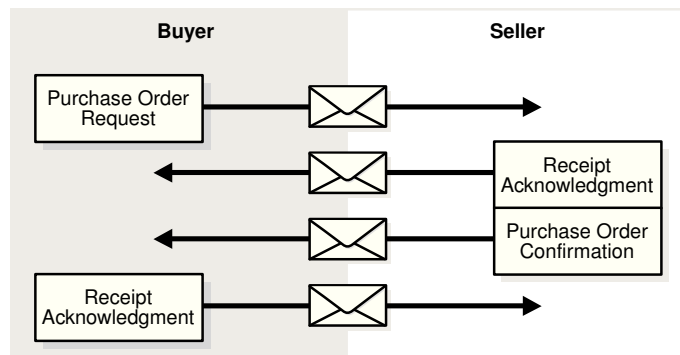 Buyer
Seller
Purchase Order
Request
Receipt
Acknowledgment
Purchase Order
Confirmation
Receipt
Acknowledgment